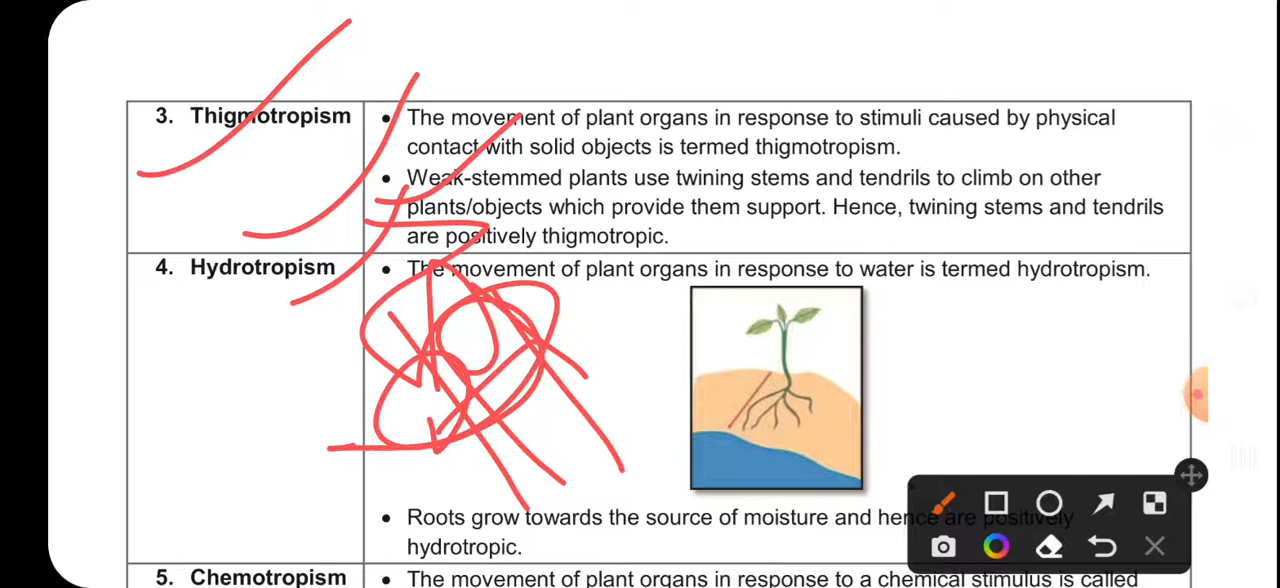 3. Thigmotropism
• The movement of plant organs in response to stimuli caused by physical
contact with solid objects is termed thigmotropism.
• Weak-stemmed plants use twining stems and tendrils to climb on other
plants/objects which provide them support. Hence, twining stems and tendrils
are positively thigmotropic.
4. Hydrotropism
• The movement of plant organs in response to water is termed hydrotropism.
• Roots grow towards the source of moisture and hence are positively
hydrotropic.
5. Chemotropism
• The movement of plant organs in response to a chemical stimulus is called